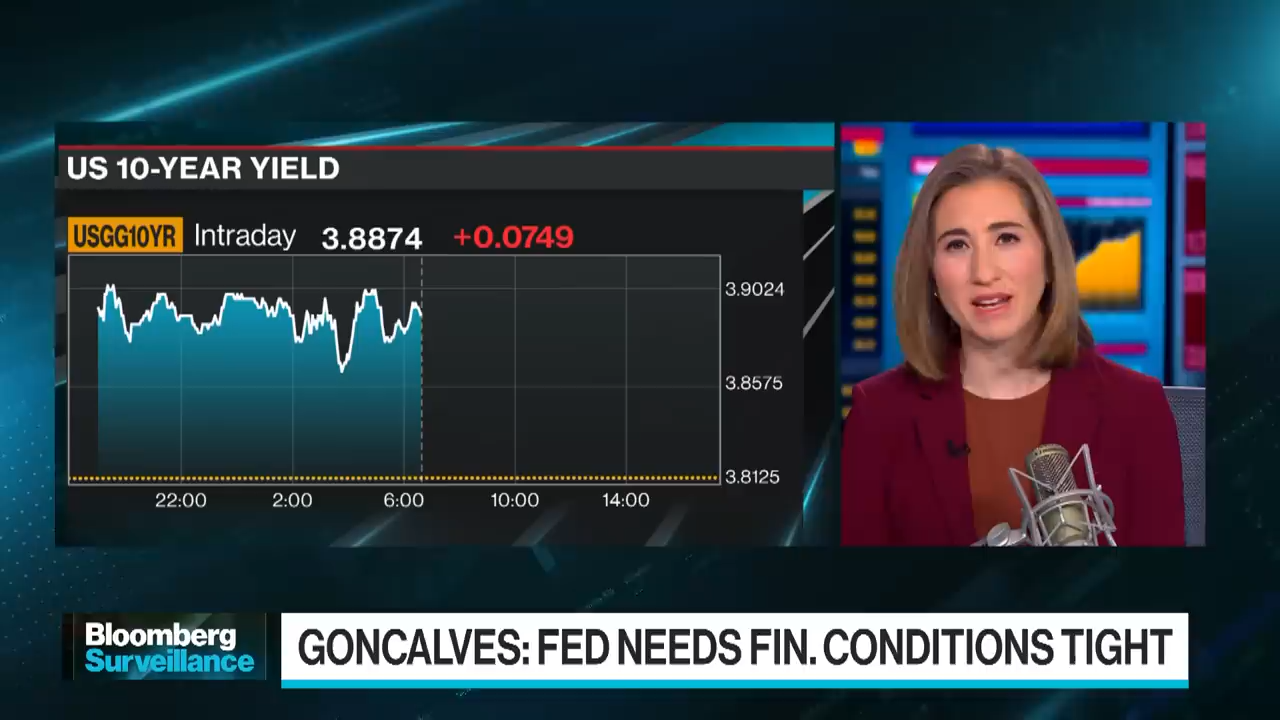 US 10-YEAR YIELD
USGG10YR Intraday 3.8874 +0.0749
3.9024
3.8575
3.8125
22:00 2:00 6:00 10:00 14:00
Bloomberg
Surveillance
GONCALVES: FED NEEDS FIN. CONDITIONS TIGHT